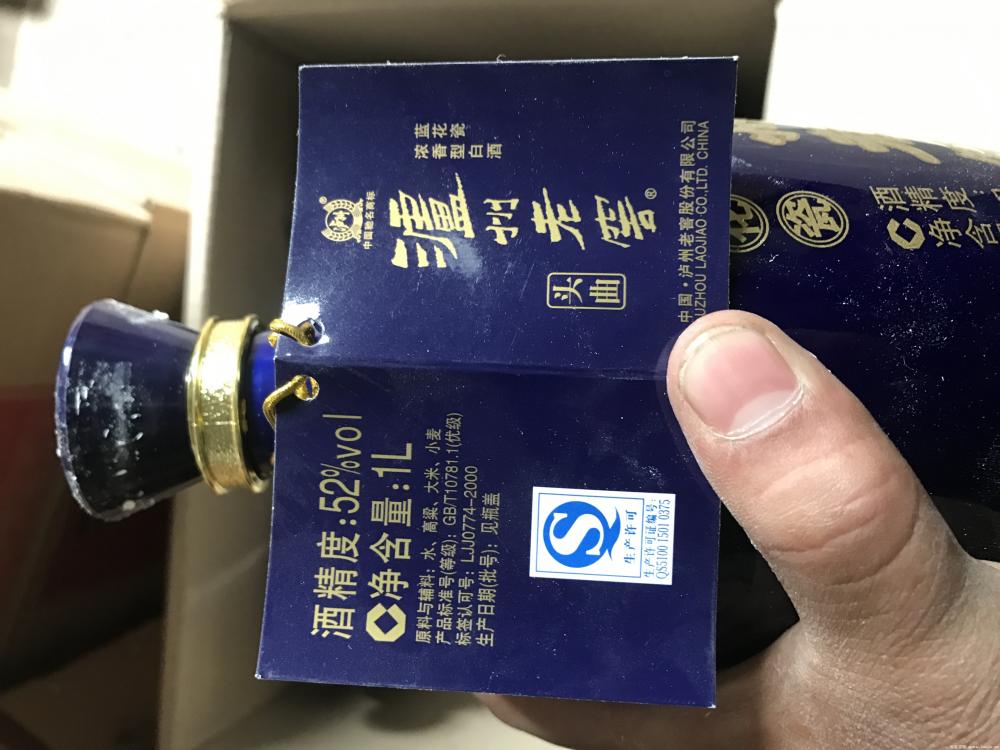 蓝花瓷
浓香型白酒
中国驰名商标
泸州老窖®
头曲
中国·泸州老窖股份有限公司
LUZHOU LAOJIAO CO.,LTD. CHINA
酒精度:52%vol
C净含量:1L
原料与辅料: 水、高粱、大米、小麦
产品标准号(等级): GB/T10781.1(优级)
标签认可号: LJJ0774-2000
生产日期(批号): 见瓶盖
QS
生产许可
生产许可证编号:
QS5100 1501 0375
花瓷
酒精度:
C净含